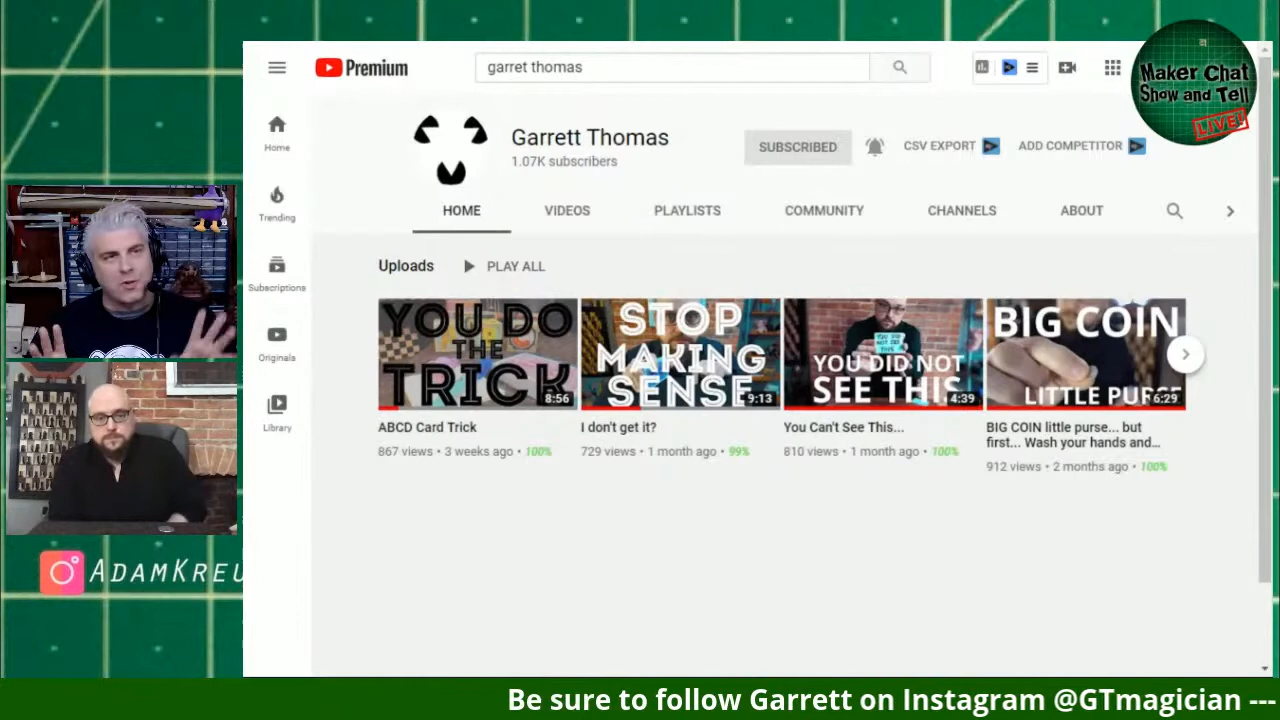 Premium
garret thomas
Maker Chat
Show and Tell
LIVE!
Home
Trending
Subscriptions
Originals
Library
Garrett Thomas
1.07K subscribers
SUBSCRIBED
CSV EXPORT
ADD COMPETITOR
HOME VIDEOS PLAYLISTS COMMUNITY CHANNELS ABOUT
Uploads PLAY ALL
YOU DO
THE
TRICK
8:56
STOP
MAKING
SENSE
9:13
YOU DID NOT
SEE THIS
4:39
BIG COIN
LITTLE PURSE
6:29
ABCD Card Trick
867 views • 3 weeks ago • 100%
I don't get it?
729 views • 1 month ago • 99%
You Can't See This...
810 views • 1 month ago • 100%
BIG COIN little purse... but
first... Wash your hands and...
912 views • 2 months ago • 100%
ADAMKREU
Be sure to follow Garrett on Instagram @GTmagician ---